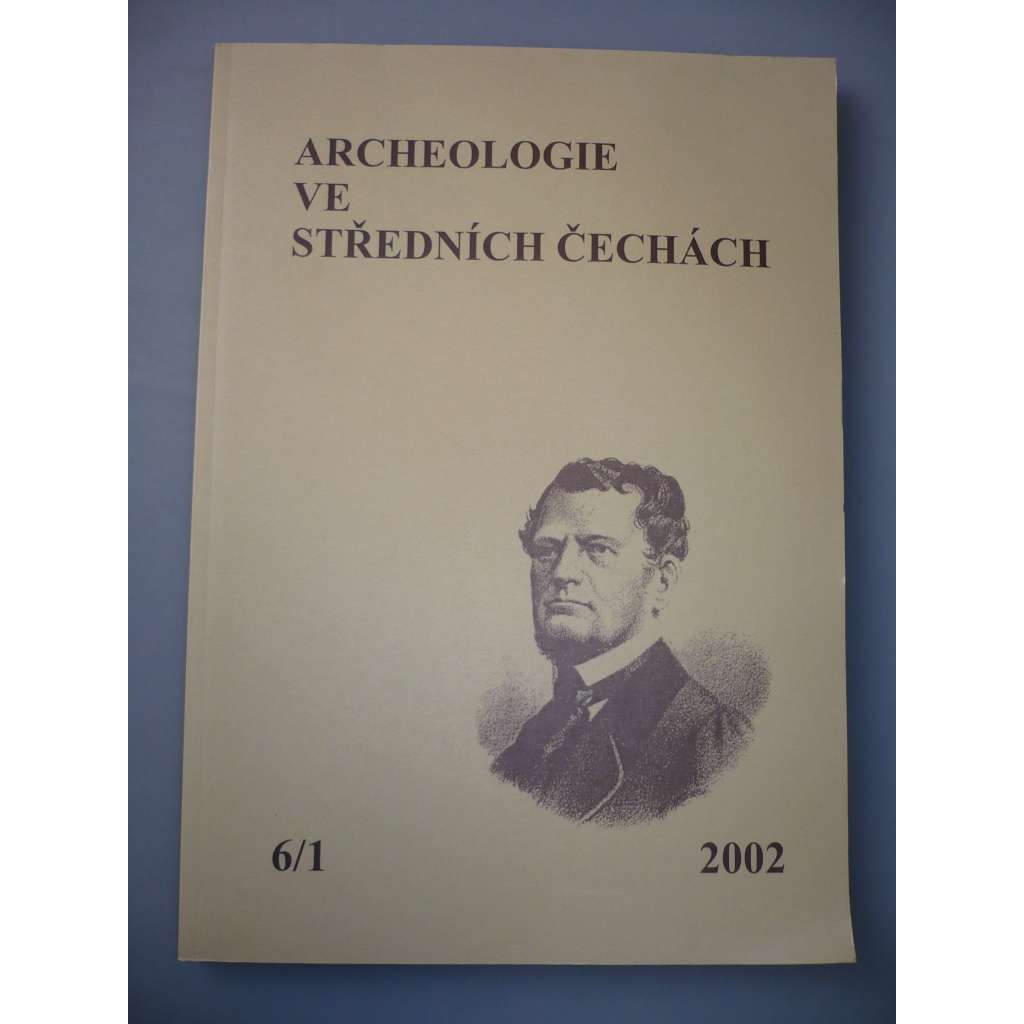 ARCHEOLOGIE
VE
STŘEDNÍCH ČECHÁCH
6/1 2002